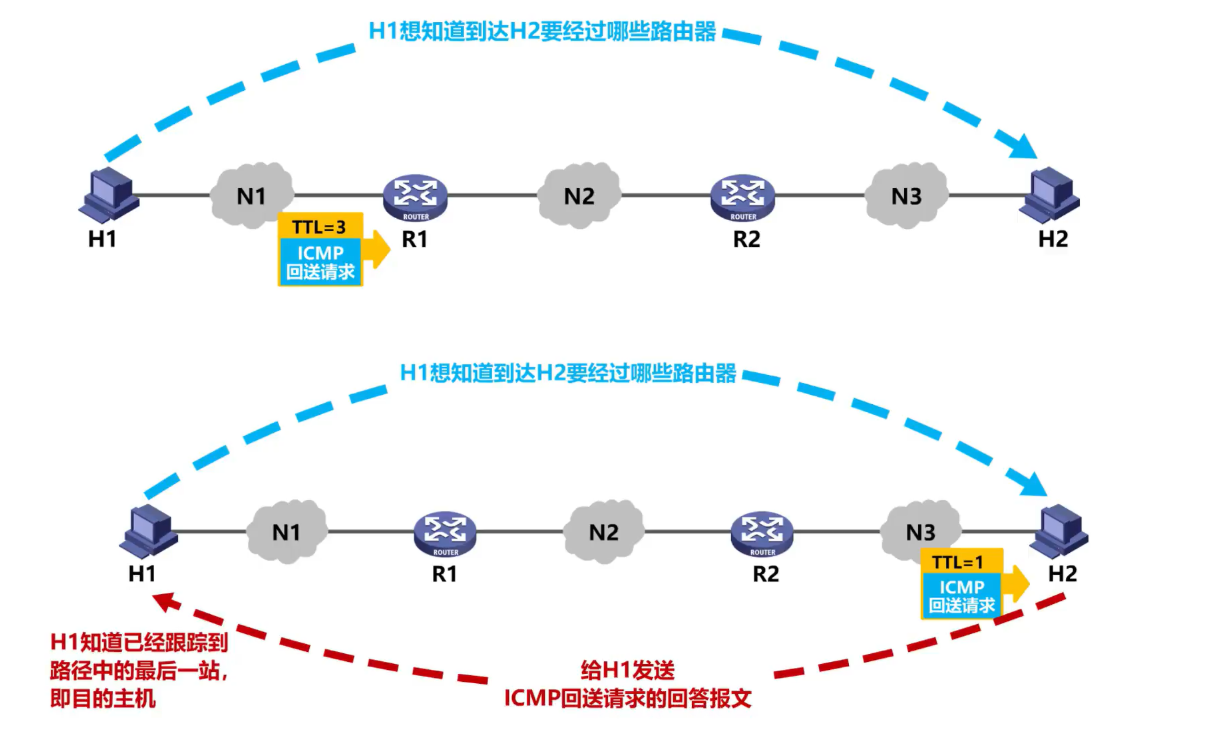 H1想知道到达H2要经过哪些路由器
N1
N2
N3
ROUTER
ROUTER
H1
TTL=3
ICMP
回送请求
R1
R2
H2
H1想知道到达H2要经过哪些路由器
N1
N2
N3
ROUTER
ROUTER
H1
R1
R2
TTL=1
ICMP
回送请求
H2
H1知道已经跟踪到
路径中的最后一站，
即目的主机
给H1发送
ICMP回送请求的回答报文